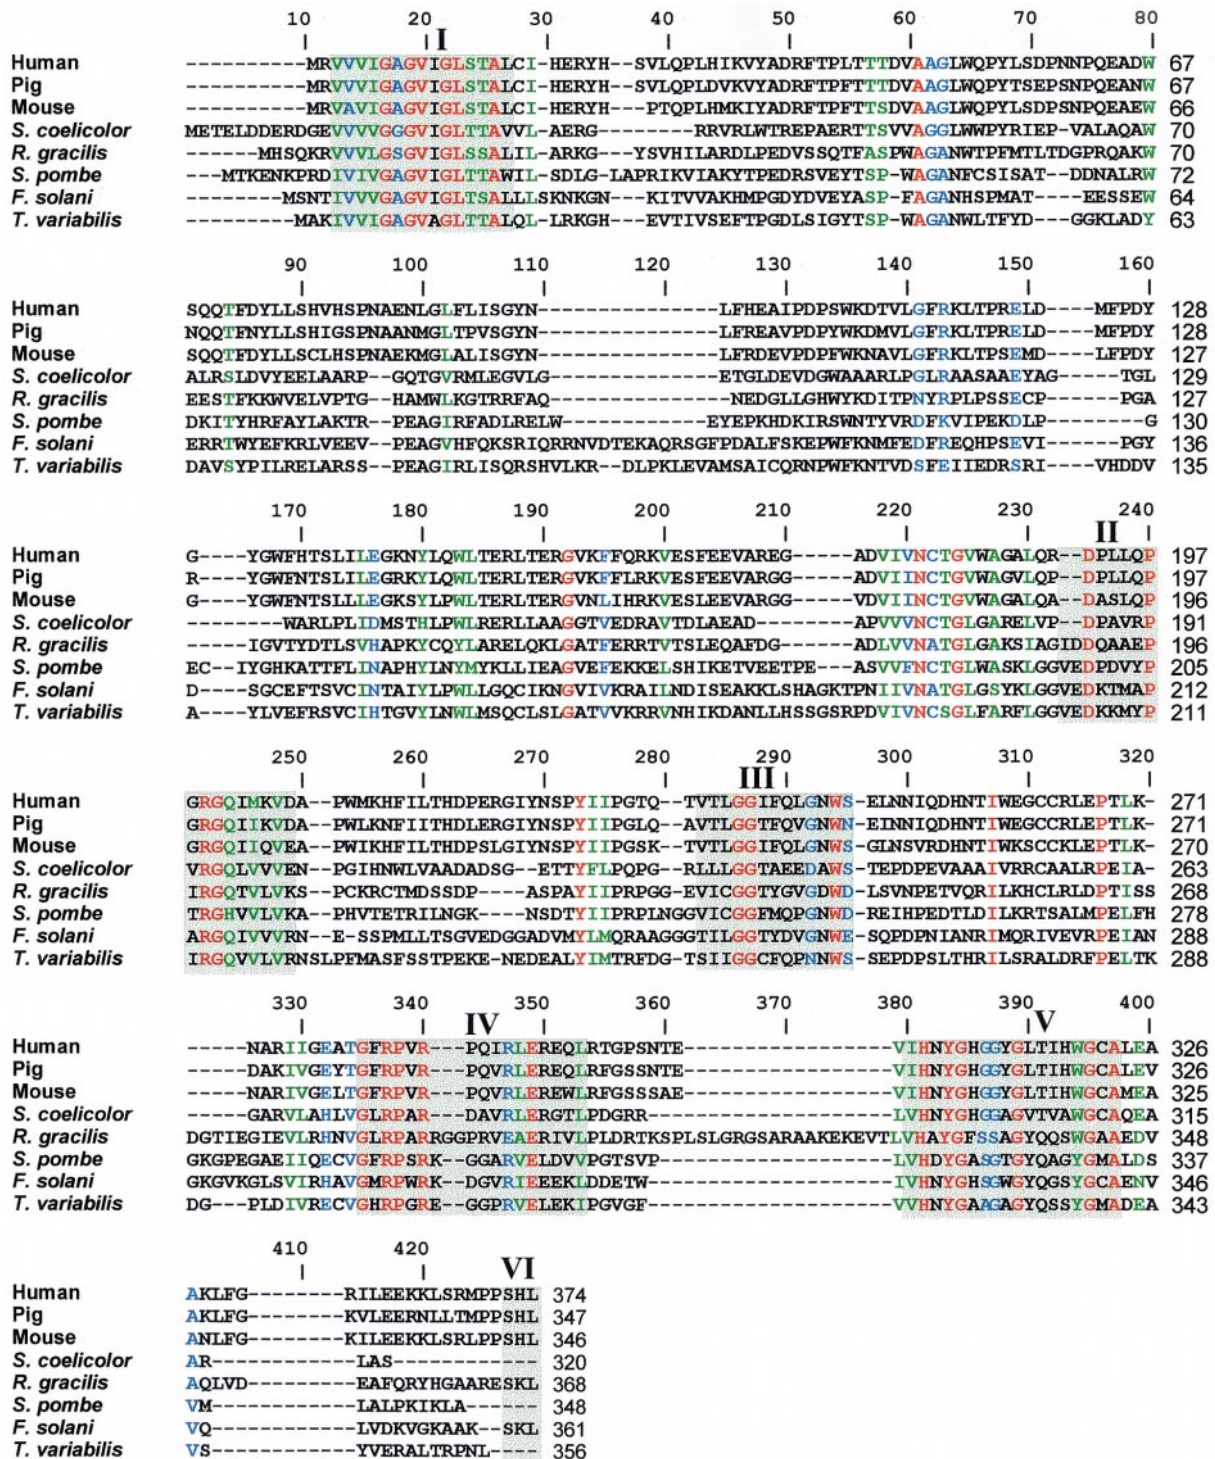 10 20 30 40 50 60 70 80
I
Human ----------MRVVVIGAGVIGLSTALCI-HERYH---SVLQPLHIKVYADRFTPLTTTDVAAGLWQPYLSDPNNPQEADW 67
Pig ----------MRVVVIGAGVIGLSTALCI-HERYH---SVLQPLDVKVYADRFTPFTTTDVAAGLWQPYTSEPSNPQEANW 67
Mouse ----------MRVAVIGAGVIGLSTALCI-HERYH---PTQPLHMKIYADRFTPFTTSDVAAGLWQPYLSDPSNPQEAEW 66
S. coelicolor METELDDERDGEVVVVGGGVIGLTTAVVL-AERG--------RRVRLWTREPAERTTSVVAGGLWWPYRIEP-VALAQAW 70
R. gracilis ------MHSQKRVVVLGSGVIGLSSALIL-ARKG-----YSVHILARDLPEDVSSQTFASPWAGANWTPFMTLTDGPRQAKW 70
S. pombe ---MTKENKPRDIVIVGAGVIGLTTAWIL-SDLG-LAPRIKVIAKYTPEDRSVEYTSP-WAGANFCSISAT--DDNALRW 72
F. solani --------MSNTIVVIGAGVIGLTSALLLSKNKGN---KITVVAKHMPGDYDVEYASP-FAGANHSPMAT----EESSEW 64
T. variabilis ---------MAKIVVIGAGVAGLTTALQL-LRKGH---EVTIVSEFTPGDLSIGYTSP-WAGANWLTFYD---GGKLADY 63
90 100 110 120 130 140 150 160
Human SQQTFDYLLSHVHSPNAENLGLFLISGYN---------------LFHEAIPDPSWKDTVLGFRKLTPRELD-----MFPDY 128
Pig NQQTFNYLLSHIGSPNAANMGLTPVSGYN---------------LFREAVPDPYWKDMVLGFRKLTPRELD-----MFPDY 128
Mouse SQQTFDYLLSCLHSPNAEKMGLALISGYN---------------LFRDEVPDPFWKNAVLGFRKLTPSEMD-----LFPDY 127
S. coelicolor ALRSLDVYEELAARP--GQTGVRMLEGVLG--------------ETGLDEVDGWAAARLPGLRAASAAEYAG-----TGL 129
R. gracilis EESTFKKWVELVPTG--HAMWLKGTRRFAQ--------------NEDGLLGHWYKDITPNYRPLPSSECP------PGA 127
S. pombe DKITYHRFAYLAKTR--PEAGIRFADLRELW------------EYEPKHDKIRSWNTYVRDFKVIPEKDLP-------G 130
F. solani ERRTWYEFKRLVEEV--PEAGVHFQKSRIQRRNVDTEKAQRSGFPDALFSKEPWFKNMFEDFREQHPSEVI-----PGY 136
T. variabilis DAVSYPILRELARSS--PEAGIRLISQRSHVLKR--DLPKLEVAMSAICQRNPWFKNTVDSFEIIEDRSRI----VHDDV 135
170 180 190 200 210 220 230 240
II
Human G----YGWFHTSLILEGKNYLQWLTERLTERGVKFFQRKVESFEEVAREG------ADVIVNCTGVWAGALQR--DPLLQP 197
Pig R----YGWFNTSLILEGRKYLQWLTERLTERGVKFFLRKVESFEEVARGG------ADVIINCTGVWAGVLQP--DPLLQP 197
Mouse G----YGWFNTSLLLEGKSYLPWLTERLTERGVNLIHRKVESLEEVARGG------VDVIINCTGVWAGALQA--DASLQP 196
S. coelicolor -------WARLPLIDMSTHLPWLRERLLAAGGTVEDRAVTDLAEAD---------APVVVNCTGLGARELVP--DPAVRP 191
R. gracilis ----IGVTYDTLSVHAPKYCQYLARELQKLGATFERRTVTSLEQAFDG-------ADLVVNATGLGAKSIAGIDDQAAEP 196
S. pombe EC--IYGHKATTFLINAPHYLNYMYKLLIEAGVEFEKKELSHIKETVEETPE----ASVVFNCTGLWASKLGGVEDPDVYP 205
F. solani D----SGCEFTSVCINTAIYLPWLLGQCIKNGVIVKRAILNDISEAKKLSHAGKTPNIIVNATGLGSYKLGGVEDKTMAP 212
T. variabilis A----YLVEFRSVCIHTGVYLNWLMSQCLSLGATVVKRRVNHIKDANLLHSSGSRPDVIVNCSGLFARFLGGVEDKKMYP 211
250 260 270 280 290 300 310 320
III
Human GRGQIMKVDA--PWMKHFILTHDPERGIYNSPYIIPGTQ--TVTLGGIFQLGNWS-ELNNIQDHNTIWEGCCRLEPTLK- 271
Pig GRGQIIKVDA--PWLKNFIITHDLERGIYNSPYIIPGLQ--AVTLGGTFQVGNWN-EINNIQDHNTIWEGCCRLEPTLK- 271
Mouse GRGQIIQVEA--PWIKHFILTHDPSLGIYNSPYIIPGSK--TVTLGGIFQLGNWS-GLNSVRDHNTIWKSCCKLEPTLK- 270
S. coelicolor VRGQLVVVEN--PGIHNWLVAADADSG--ETTYFLPQPG--RLLLGGTAEEDAWS-TEPDPEVAAAIVRRCAALRPEIA- 263
R. gracilis IRGQTVLVKS--PCKRCTMDSSDP----ASPAYIIPRPGG-EVICGGTYGVGDWD-LSVNPETVQRILKHCLRLDPTISS 268
S. pombe TRGHVVLVKA--PHVTETRILNGK----NSDTYIIPRPLNGGVICGGFMQPGNWD-REIHPEDTLDILKRTSALMPELFH 278
F. solani ARGQIVVVRN--E-SSPMLLTSGVEDGGADVMYLMQRAAGGGTILGGTYDVGNWE-SQPDPNIANRIMQRIVEVRPEIAN 288
T. variabilis IRGQVVLVRNSLPFMASFSSTPEKE-NEDEALYIMTRFDG-TSIIGGCFQPNNWS-SEPDPSLTHRILSRALDRFPELTK 288
330 340 350 360 370 380 390 400
IV V
Human -----NARIIGEATGFRPVR---PQIRLEREQLRTGPSNTE-----------------VIHNYGHGGYGLTIHWGCALEA 326
Pig -----DAKIVGEYTGFRPVR---PQVRLEREQLRFGSSNTE-----------------VIHNYGHGGYGLTIHWGCALEV 326
Mouse -----NARIVGELTGFRPVR---PQVRLEREWLRFGSSSAE-----------------VIHNYGHGGYGLTIHWGCAMEA 325
S. coelicolor -----GARVLAHLVGLRPAR---DAVRLERGTLPDGRR--------------------LVHNYGHGGAGVTVAWGCAQEA 315
R. gracilis DGTIEGIEVLRHNVGLRPARRGGPRVEAERIVLPLDRTKSPLSLGRGSARAAKEKEVTLVHAYGFSSAGYQQSWGAAEDV 348
S. pombe GKGPEGAEIIQECVGFRPSRK--GGARVELDVVPGTSVP-------------------LVHDYGASGTGYQAGYGMALDS 337
F. solani GKGVKGLSVIRHAVGMRPWRK--DGVRIEEEKLDDETW--------------------IVHNYGHSGWGYQGSYGCAENV 346
T. variabilis DG--PLDIVRECVGHRPGRE--GGPRVELEKIPGVGF---------------------VVHNYGAAGAGYQSSYGMADEA 343
410 420
VI
Human AKLFG--------RILEEKKLSRMPPSHL 374
Pig AKLFG--------KVLEERNLLTMPPSHL 347
Mouse ANLFG--------KILEEKKLSRLPPSHL 346
S. coelicolor AR------------LAS------------ 320
R. gracilis AQLVD---------EAFQRYHGAARESKL 368
S. pombe VM------------LALPKIKLA------ 348
F. solani VQ------------LVDKVGKAAK--SKL 361
T. variabilis VS------------YVERALTRPNL---- 356